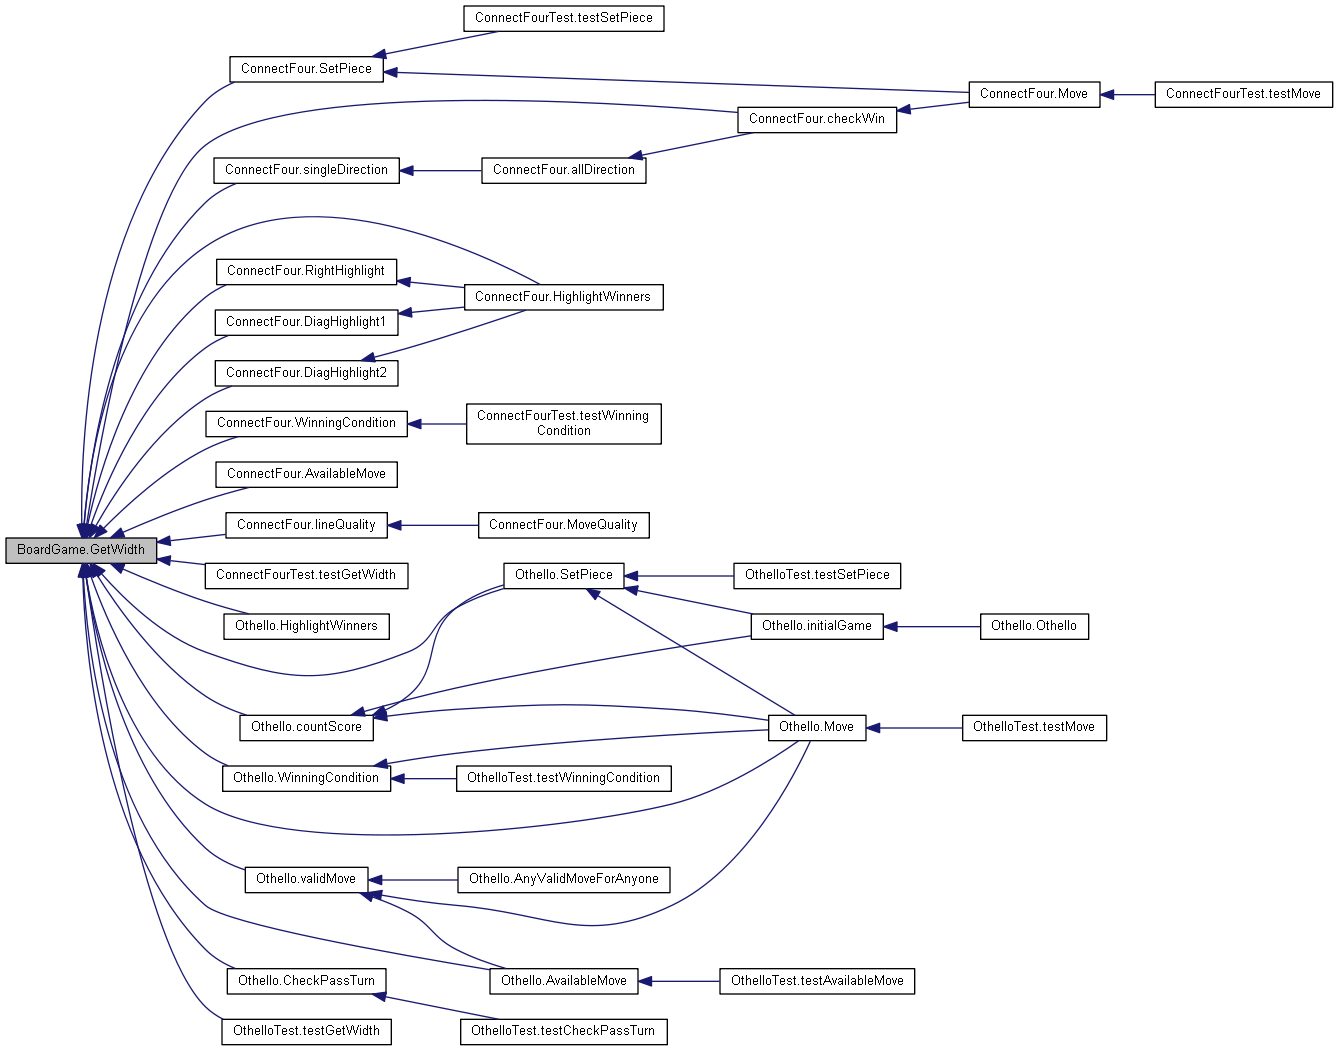 ConnectFourTest.testSetPiece
ConnectFour.SetPiece
ConnectFour.Move
ConnectFourTest.testMove
ConnectFour.checkWin
ConnectFour.singleDirection
ConnectFour.allDirection
ConnectFour.RightHighlight
ConnectFour.HighlightWinners
ConnectFour.DiagHighlight1
ConnectFour.DiagHighlight2
ConnectFour.WinningCondition
ConnectFourTest.testWinning
Condition
ConnectFour.AvailableMove
ConnectFour.lineQuality
ConnectFour.MoveQuality
BoardGame.GetWidth
ConnectFourTest.testGetWidth
Othello.SetPiece
OthelloTest.testSetPiece
Othello.HighlightWinners
Othello.initialGame
Othello.Othello
Othello.countScore
Othello.Move
OthelloTest.testMove
Othello.WinningCondition
OthelloTest.testWinningCondition
Othello.validMove
Othello.AnyValidMoveForAnyone
Othello.CheckPassTurn
Othello.AvailableMove
OthelloTest.testAvailableMove
OthelloTest.testGetWidth
OthelloTest.testCheckPassTurn